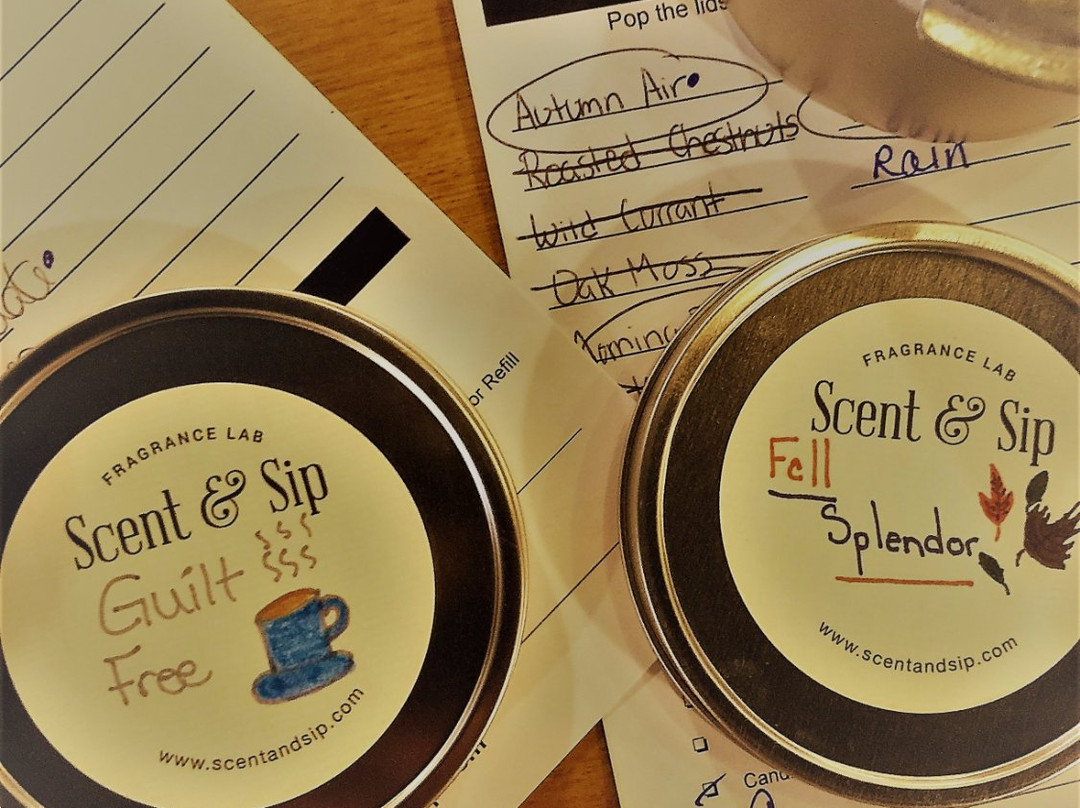 Pop the lids
Autumn Air
Roasted Chestnuts
Wild Currant
Oak Moss
Rain
or Refill
FRAGRANCE LAB
Scent & Sip
Guilt
Free
www.scentandsip.com
FRAGRANCE LAB
Scent & Sip
Fall
Splendor
www.scentandsip.com